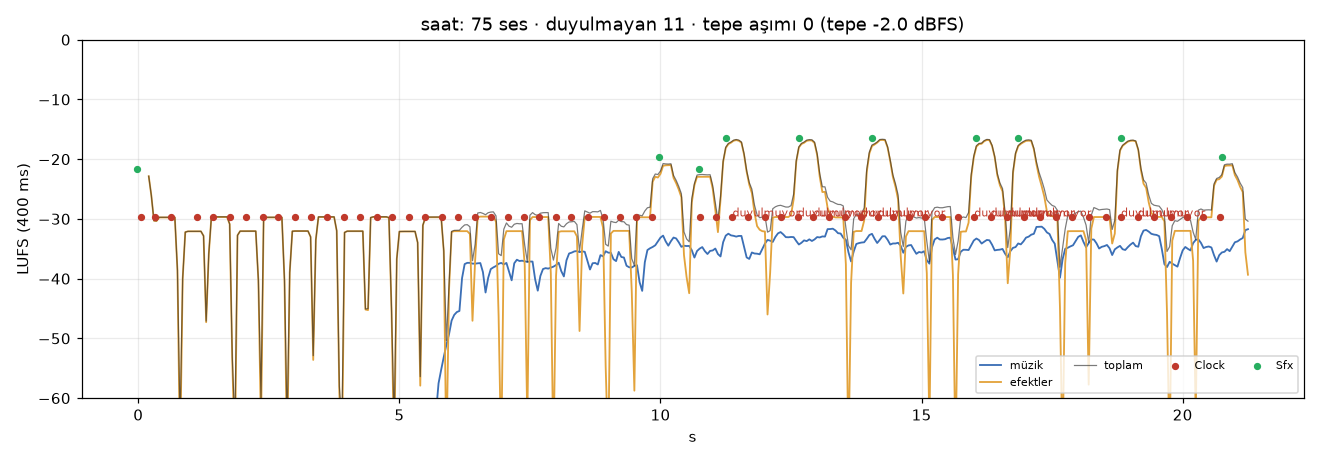 saat: 75 ses · duyulmayan 11 · tepe aşımı 0 (tepe -2.0 dBFS)
LUFS (400 ms)
0
−10
−20
−30
−40
−50
−60
duyulmuyor
müzik
efektler
toplam
Clock
Sfx
0
5
10
15
20
s